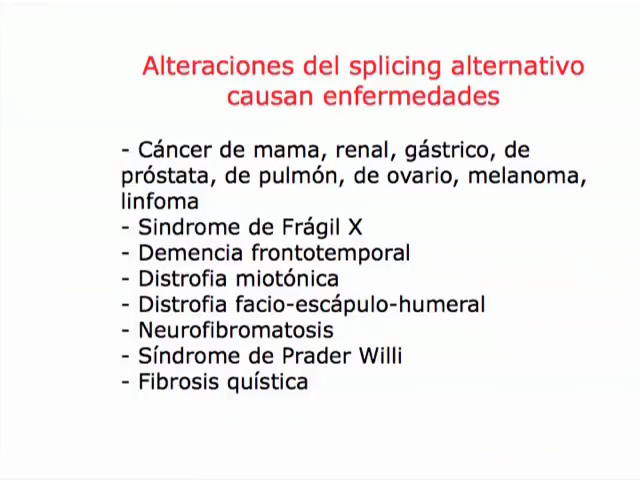 Alteraciones del splicing alternativo
causan enfermedades
- Cáncer de mama, renal, gástrico, de
próstata, de pulmón, de ovario, melanoma,
linfoma
- Sindrome de Frágil X
- Demencia frontotemporal
- Distrofia miotónica
- Distrofia facio-escápulo-humeral
- Neurofibromatosis
- Síndrome de Prader Willi
- Fibrosis quística